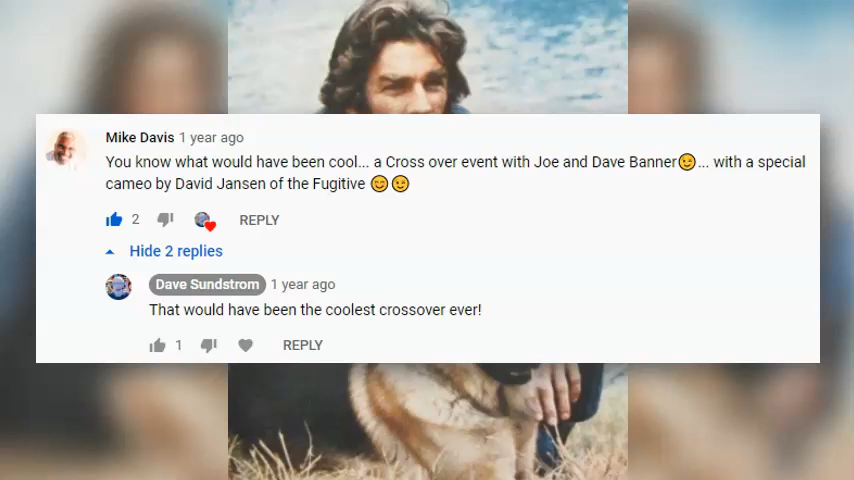 Mike Davis 1 year ago
You know what would have been cool... a Cross over event with Joe and Dave Banner😉... with a special
cameo by David Jansen of the Fugitive 😊😉
2 REPLY
Hide 2 replies
Dave Sundstrom 1 year ago
That would have been the coolest crossover ever!
1 REPLY